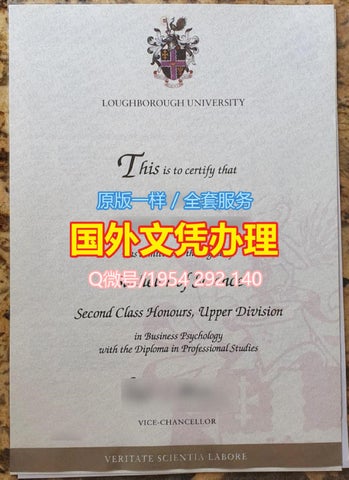 LOUGHBOROUGH UNIVERSITY
This is to certify that
原版一样 / 全套服务
国外文凭办理
Q微号/1954 292 140
Second Class Honours, Upper Division
in Business Psychology
with the Diploma in Professional Studies
VICE-CHANCELLOR
VERITATE SCIENTIA LABORE